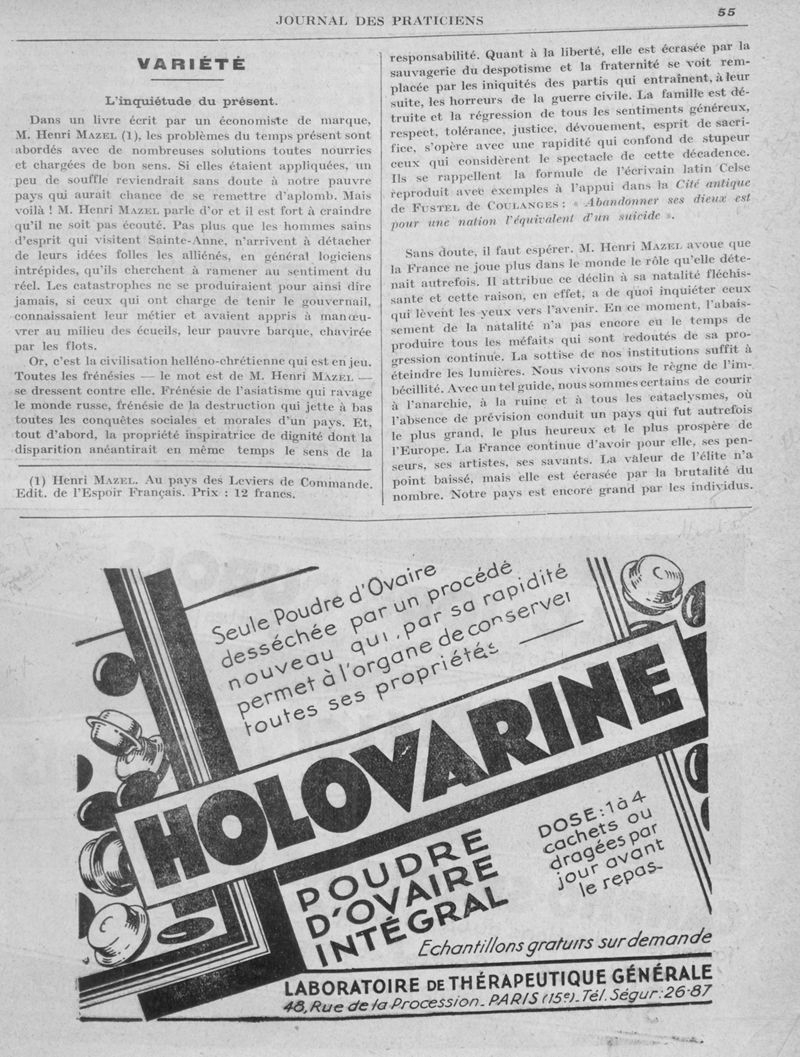 JOURNAL DES PRATICIENS
55
VARIÉTÉ
L'inquiétude du présent.
Dans un livre écrit par un économiste de marque,
M. Henri MAZEL (1), les problèmes du temps présent sont
abordés avec de nombreuses solutions toutes nourries
et chargées de bon sens. Si elles étaient appliquées, un
peu de souffle reviendrait sans doute à notre pauvre
pays qui aurait chance de se remettre d'aplomb. Mais
voilà ! M. Henri MAZEL parle d'or et il est fort à craindre
qu'il ne soit pas écouté. Pas plus que les hommes sains
d'esprit qui visitent Sainte-Anne, n'arrivent à détacher
de leurs idées folles les alliénés, en général logiciens
intrépides, qu'ils cherchent à ramener au sentiment du
réel. Les catastrophes ne se produiraient pour ainsi dire
jamais, si ceux qui ont charge de tenir le gouvernail,
connaissaient leur métier et avaient appris à manœu-
vrer au milieu des écueils, leur pauvre barque, chavirée
par les flots.
Or, c'est la civilisation helléno-chrétienne qui est en jeu.
Toutes les frénésies — le mot est de M. Henri MAZEL —
se dressent contre elle. Frénésie de l'asiatisme qui ravage
le monde russe, frénésie de la destruction qui jette à bas
toutes les conquêtes sociales et morales d'un pays. Et,
tout d'abord, la propriété inspiratrice de dignité dont la
disparition anéantirait en même temps le sens de la
(1) Henri MAZEL. Au pays des Leviers de Commande.
Edit. de l'Espoir Français. Prix : 12 francs.
responsabilité. Quant à la liberté, elle est écrasée par la
sauvagerie du despotisme et la fraternité se voit rem-
placée par les iniquités des partis qui entraînent, à leur
suite, les horreurs de la guerre civile. La famille est dé-
truite et la régression de tous les sentiments généreux,
respect, tolérance, justice, dévouement, esprit de sacri-
fice, s'opère avec une rapidité qui confond de stupeur
ceux qui considèrent le spectacle de cette décadence.
Ils se rappellent la formule de l'écrivain latin Celse
reproduit avec exemples à l'appui dans la Cité antique
de FUSTEL DE COULANGES : « Abandonner ses dieux est
pour une nation l'équivalent d'un suicide ».
Sans doute, il faut espérer. M. Henri MAZEL avoue que
la France ne joue plus dans le monde le rôle qu'elle déte-
nait autrefois. Il attribue ce déclin à sa natalité fléchis-
sante et cette raison, en effet, a de quoi inquiéter ceux
qui lèvent les yeux vers l'avenir. En ce moment, l'abais-
sement de la natalité n'a pas encore eu le temps de
produire tous les méfaits qui sont redoutés de sa pro-
gression continue. La sottise de nos institutions suffit à
éteindre les lumières. Nous vivons sous le règne de l'im-
bécillité. Avec un tel guide, nous sommes certains de courir
à l'anarchie, à la ruine et à tous les cataclysmes, où
l'absence de prévision conduit un pays qui fut autrefois
le plus grand, le plus heureux et le plus prospère de
l'Europe. La France continue d'avoir pour elle, ses pen-
seurs, ses artistes, ses savants. La valeur de l'élite n'a
point baissé, mais elle est écrasée par la brutalité du
nombre. Notre pays est encore grand par les individus.
Seule Poudre d'Ovaire
desséchée par un procédé
nouveau qui, par sa rapidité
permet à l'organe de conserver
toutes ses propriétés
HOLOVARINE
POUDRE
D'OVAIRE
INTÉGRAL
DOSE : 1 à 4
cachets ou
dragées par
jour avant
le repas-
Echantillons gratuits sur demande
LABORATOIRE DE THÉRAPEUTIQUE GÉNÉRALE
48, Rue de la Procession_ PARIS (15e)_ Tél. Ségur : 26-87